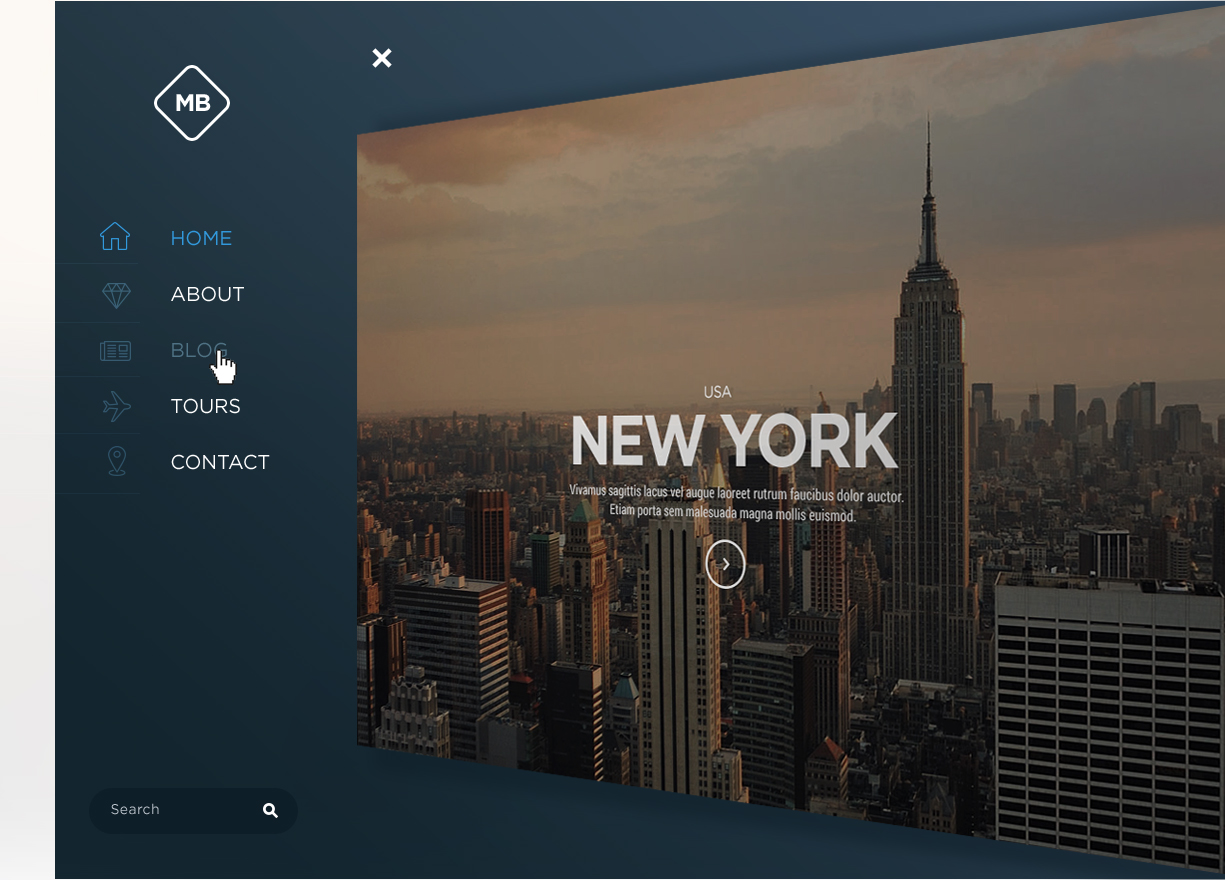 MB
HOME
ABOUT
BLOG
TOURS
CONTACT
Search
USA
NEW YORK
Vivamus sagittis lacus vel augue laoreet rutrum faucibus dolor auctor.
Etiam porta sem malesuada magna mollis euismod.